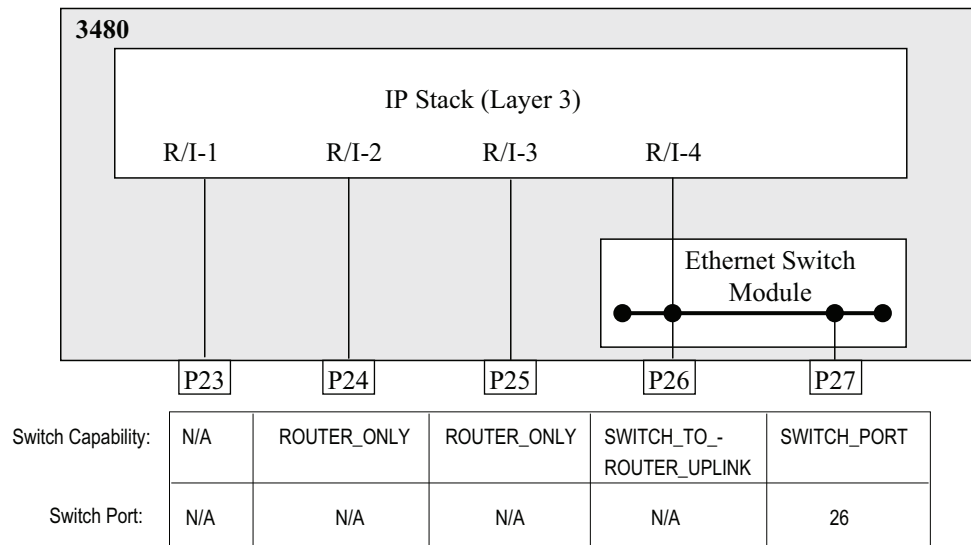 3480
IP Stack (Layer 3)
R/I-1 R/I-2 R/I-3 R/I-4
Ethernet Switch
Module
P23 P24 P25 P26 P27
Switch Capability: N/A ROUTER_ONLY ROUTER_ONLY SWITCH_TO_- SWITCH_PORT
ROUTER_UPLINK
Switch Port: N/A N/A N/A N/A 26